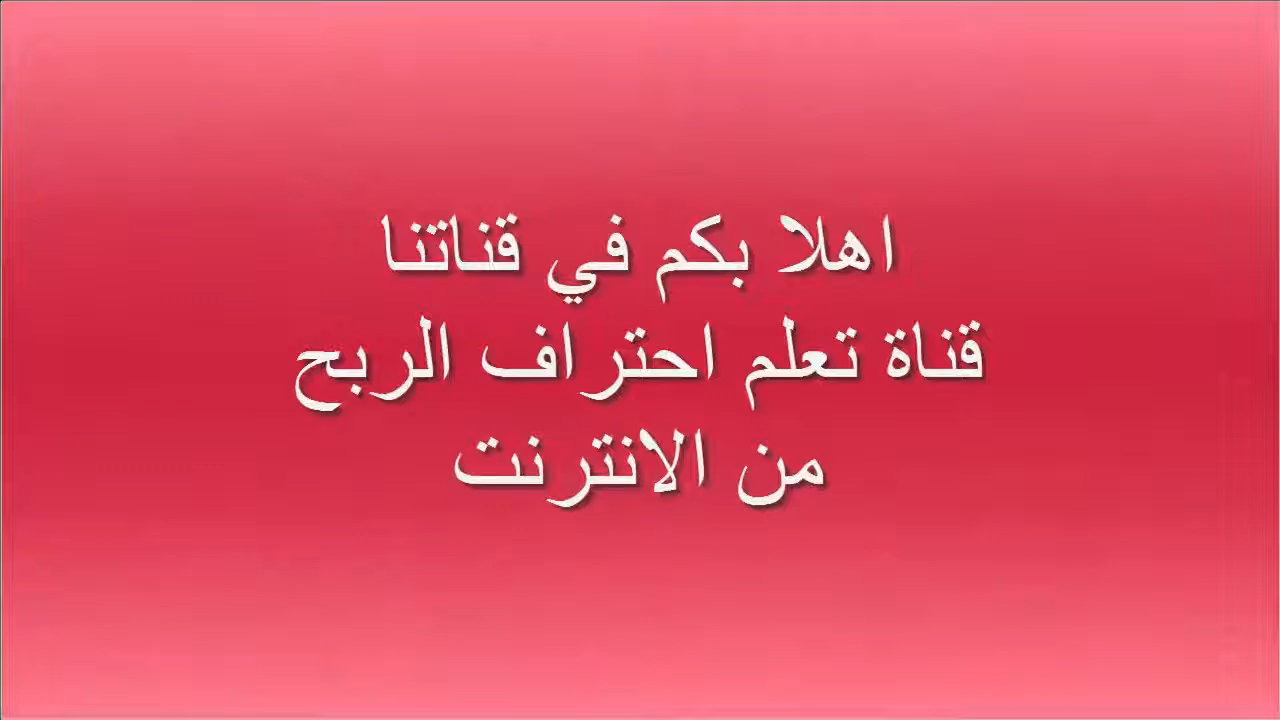 اهلا بكم في قناتنا
قناة تعلم احتراف الربح
من الانترنت